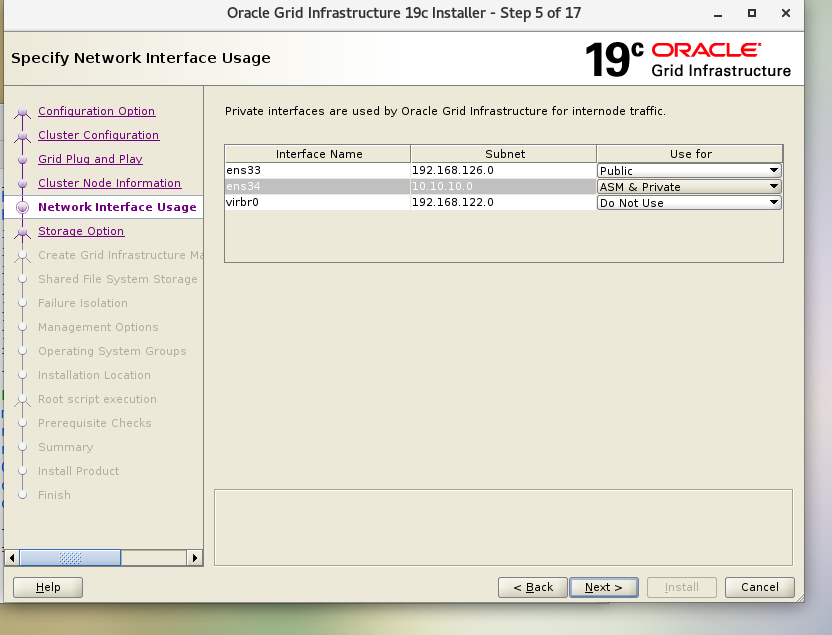 Oracle Grid Infrastructure 19c Installer - Step 5 of 17
Specify Network Interface Usage
19c ORACLE
Grid Infrastructure
Configuration Option
Cluster Configuration
Grid Plug and Play
Cluster Node Information
Network Interface Usage
Storage Option
Create Grid Infrastructure Ma
Shared File System Storage
Failure Isolation
Management Options
Operating System Groups
Installation Location
Root script execution
Prerequisite Checks
Summary
Install Product
Finish
Private interfaces are used by Oracle Grid Infrastructure for internode traffic.
Interface Name Subnet Use for
ens33 192.168.126.0 Public
ens34 10.10.10.0 ASM & Private
virbr0 192.168.122.0 Do Not Use
Help < Back Next > Install Cancel